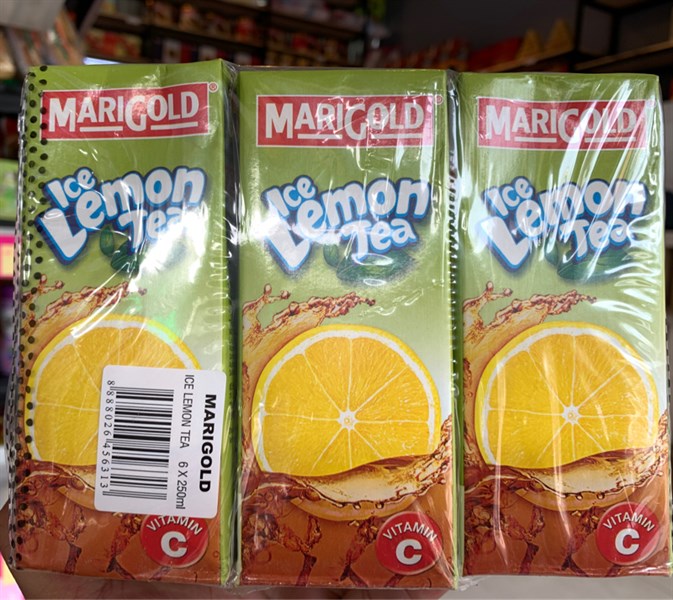 MARIGOLD®
Ice
Lemon
Tea
MARIGOLD
ICE LEMON TEA 6 X 250ml
8 888026 456313
VITAMIN
C
MARIGOLD®
Ice
Lemon
Tea
VITAMIN
C
MARIGOLD
Ice
Lemon
Tea
VITAMIN
C